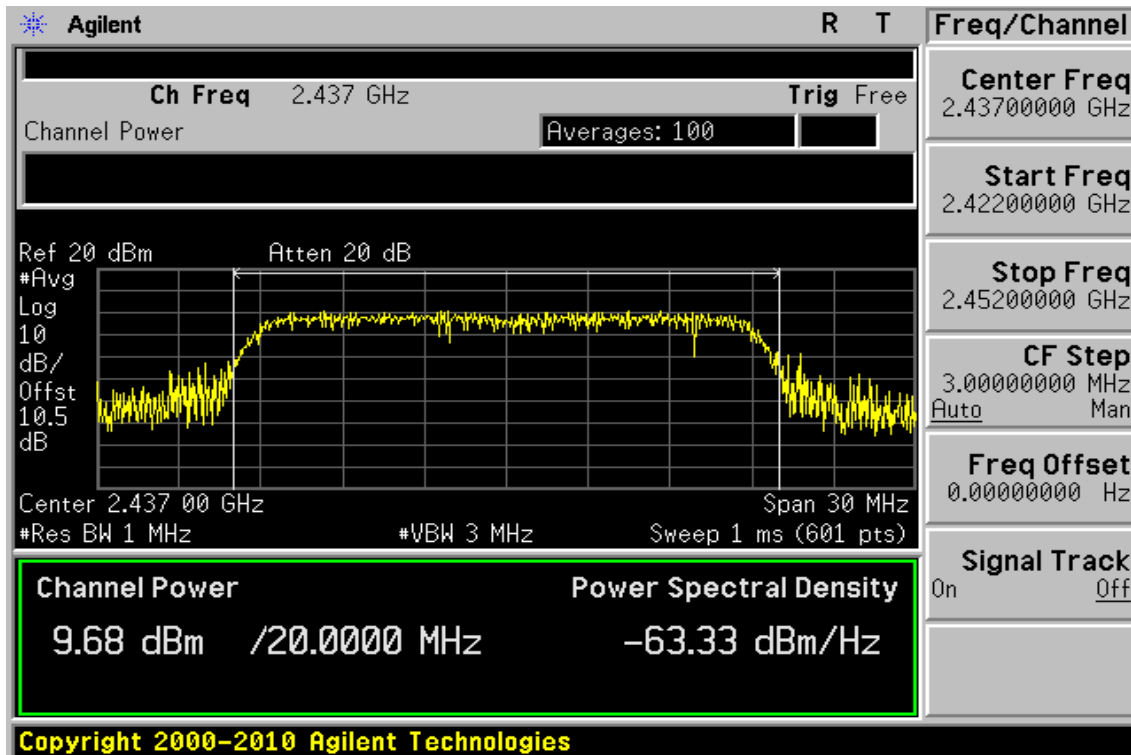 Agilent R T
Ch Freq 2.437 GHz Trig Free
Channel Power Averages: 100
Ref 20 dBm Atten 20 dB
#Avg
Log
10
dB/
Offst
10.5
dB
Center 2.437 00 GHz Span 30 MHz
#Res BW 1 MHz #VBW 3 MHz Sweep 1 ms (601 pts)
Channel Power Power Spectral Density
9.68 dBm /20.0000 MHz -63.33 dBm/Hz
Copyright 2000-2010 Agilent Technologies
Freq/Channel
Center Freq
2.43700000 GHz
Start Freq
2.42200000 GHz
Stop Freq
2.45200000 GHz
CF Step
3.00000000 MHz
Auto Man
Freq Offset
0.00000000 Hz
Signal Track
On Off